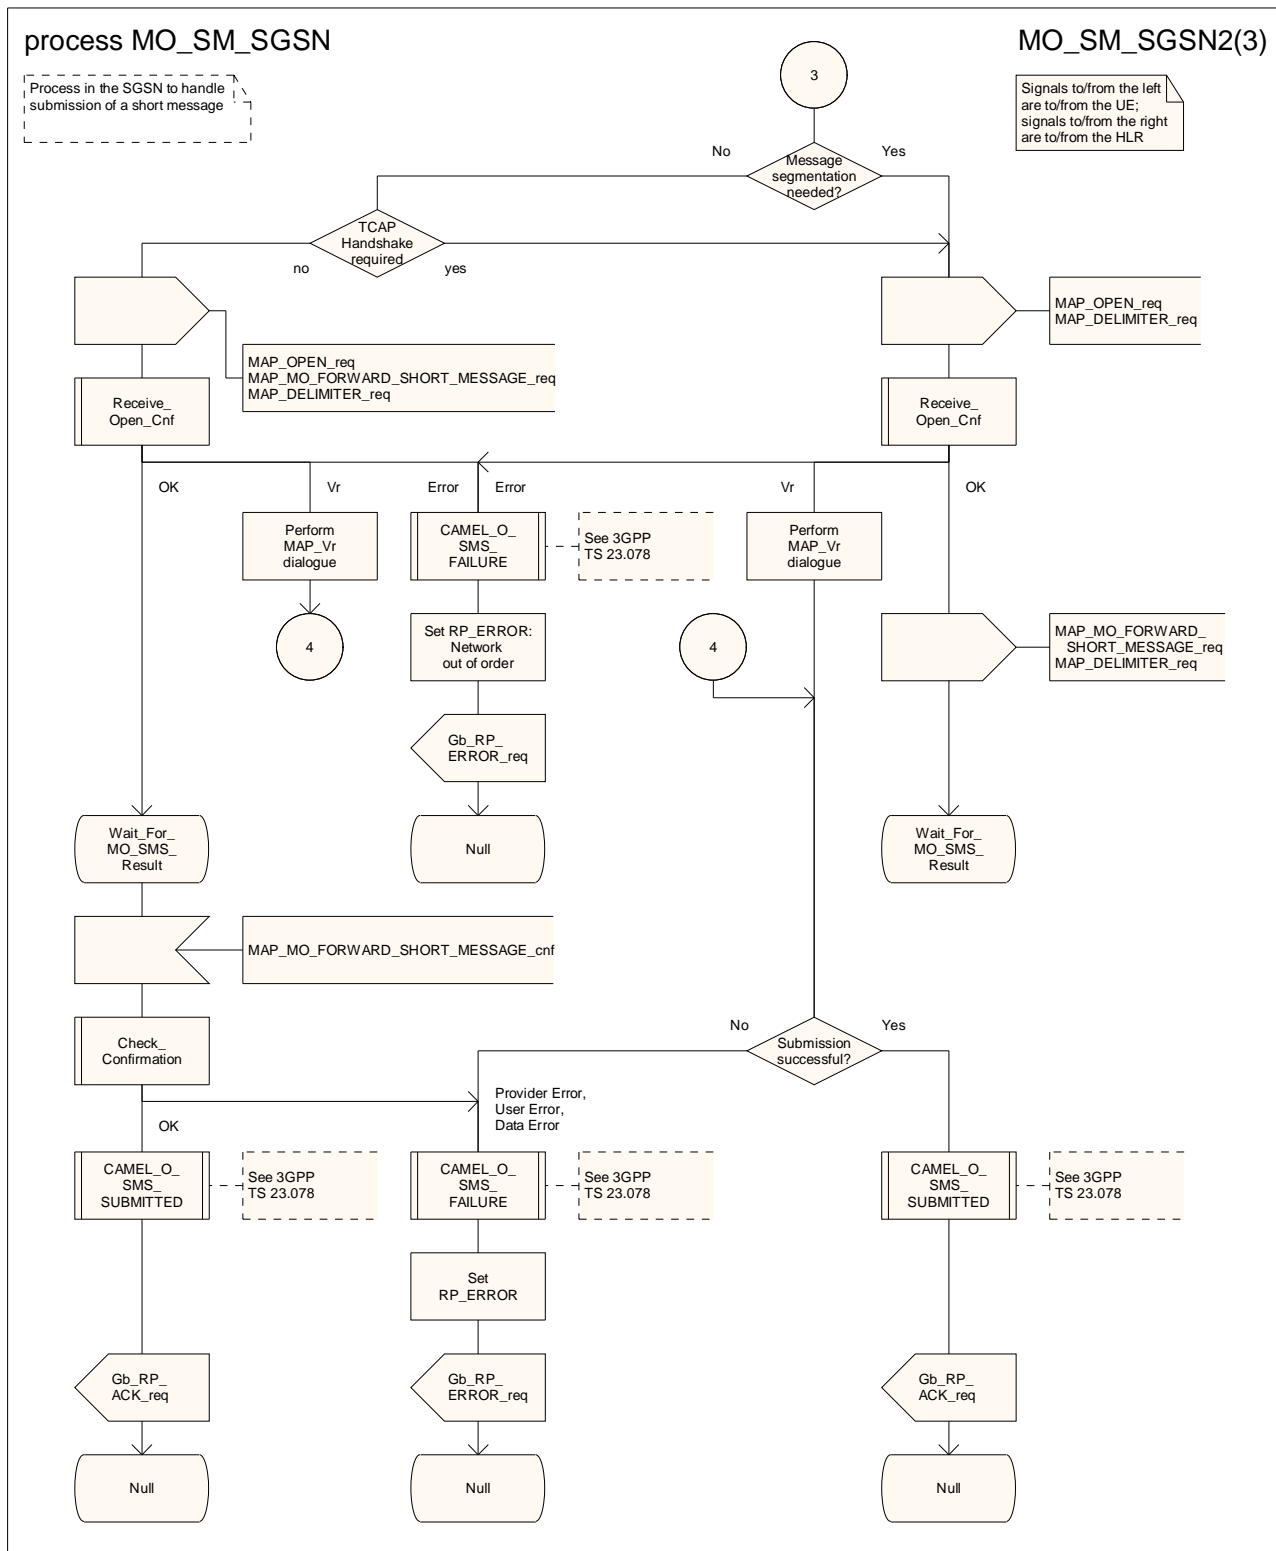 process MO_SM_SGSN
MO_SM_SGSN2(3)
Process in the SGSN to handle
submission of a short message
3
Signals to/from the left
are to/from the UE;
signals to/from the right
are to/from the HLR
No
Message
segmentation
needed?
Yes
TCAP
Handshake
required
no
yes
MAP_OPEN_req
MAP_DELIMITER_req
MAP_OPEN_req
MAP_MO_FORWARD_SHORT_MESSAGE_req
MAP_DELIMITER_req
Receive_
Open_Cnf
Receive_
Open_Cnf
OK
Vr
Error
Error
Vr
OK
Perform
MAP_Vr
dialogue
CAMEL_O_
SMS_
FAILURE
See 3GPP
TS 23.078
Perform
MAP_Vr
dialogue
4
Set RP_ERROR:
Network
out of order
4
MAP_MO_FORWARD_
SHORT_MESSAGE_req
MAP_DELIMITER_req
Gb_RP_
ERROR_req
Wait_For_
MO_SMS_
Result
Null
Wait_For_
MO_SMS_
Result
MAP_MO_FORWARD_SHORT_MESSAGE_cnf
Check_
Confirmation
No
Submission
successful?
Yes
Provider Error,
User Error,
Data Error
OK
CAMEL_O_
SMS_
SUBMITTED
See 3GPP
TS 23.078
CAMEL_O_
SMS_
FAILURE
See 3GPP
TS 23.078
CAMEL_O_
SMS_
SUBMITTED
See 3GPP
TS 23.078
Set
RP_ERROR
Gb_RP_
ACK_req
Gb_RP_
ERROR_req
Gb_RP_
ACK_req
Null
Null
Null